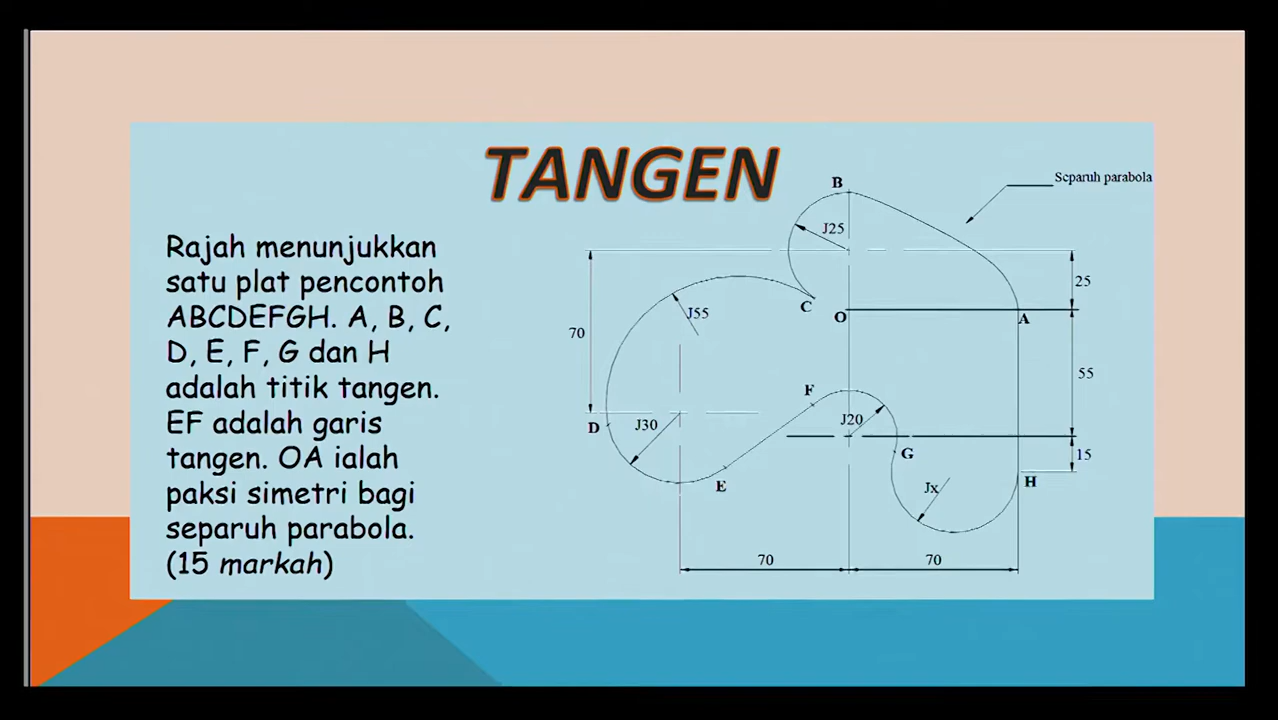 TANGEN
Rajah menunjukkan
satu plat pencontoh
ABCDEFGH. A, B, C,
D, E, F, G dan H
adalah titik tangen.
EF adalah garis
tangen. OA ialah
paksi simetri bagi
separuh parabola.
(15 markah)
B
Separuh parabola
J25
25
C
O
A
J55
70
55
F
J20
D
J30
G
15
E
Jx
H
70
70